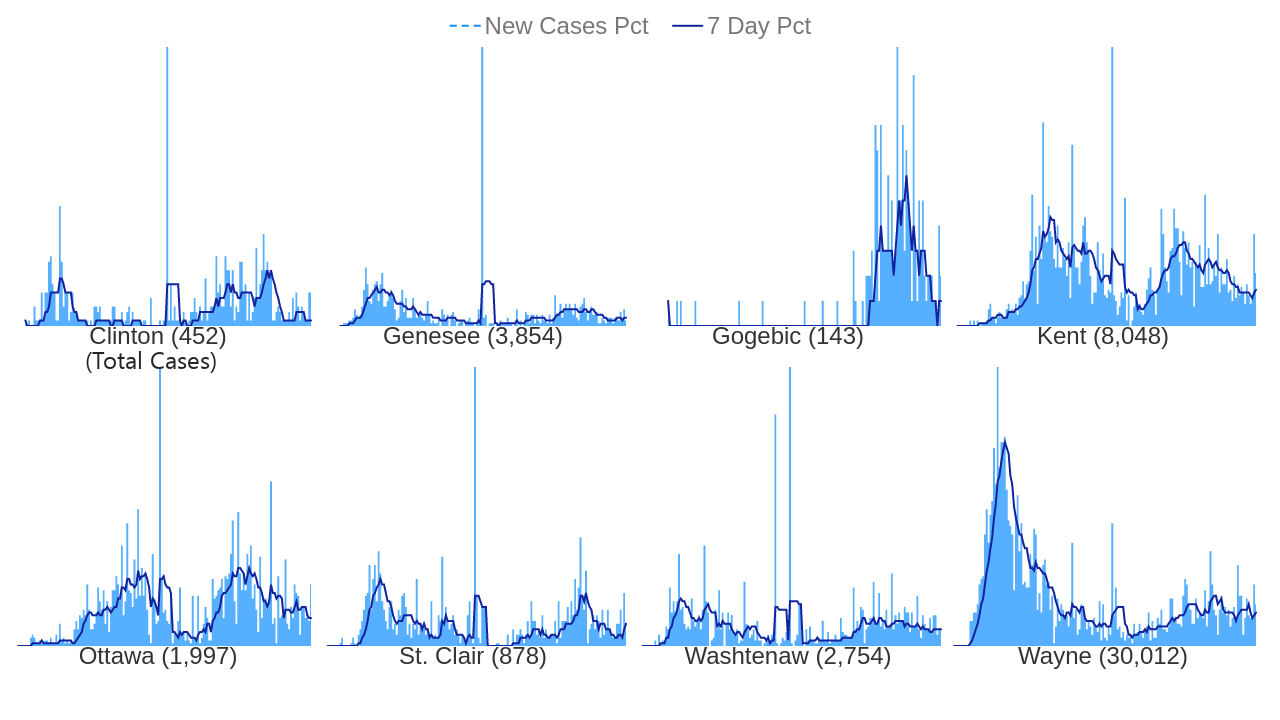 New Cases Pct 7 Day Pct
Clinton (452) Genesee (3,854) Gogebic (143) Kent (8,048)
(Total Cases)
Ottawa (1,997) St. Clair (878) Washtenaw (2,754) Wayne (30,012)